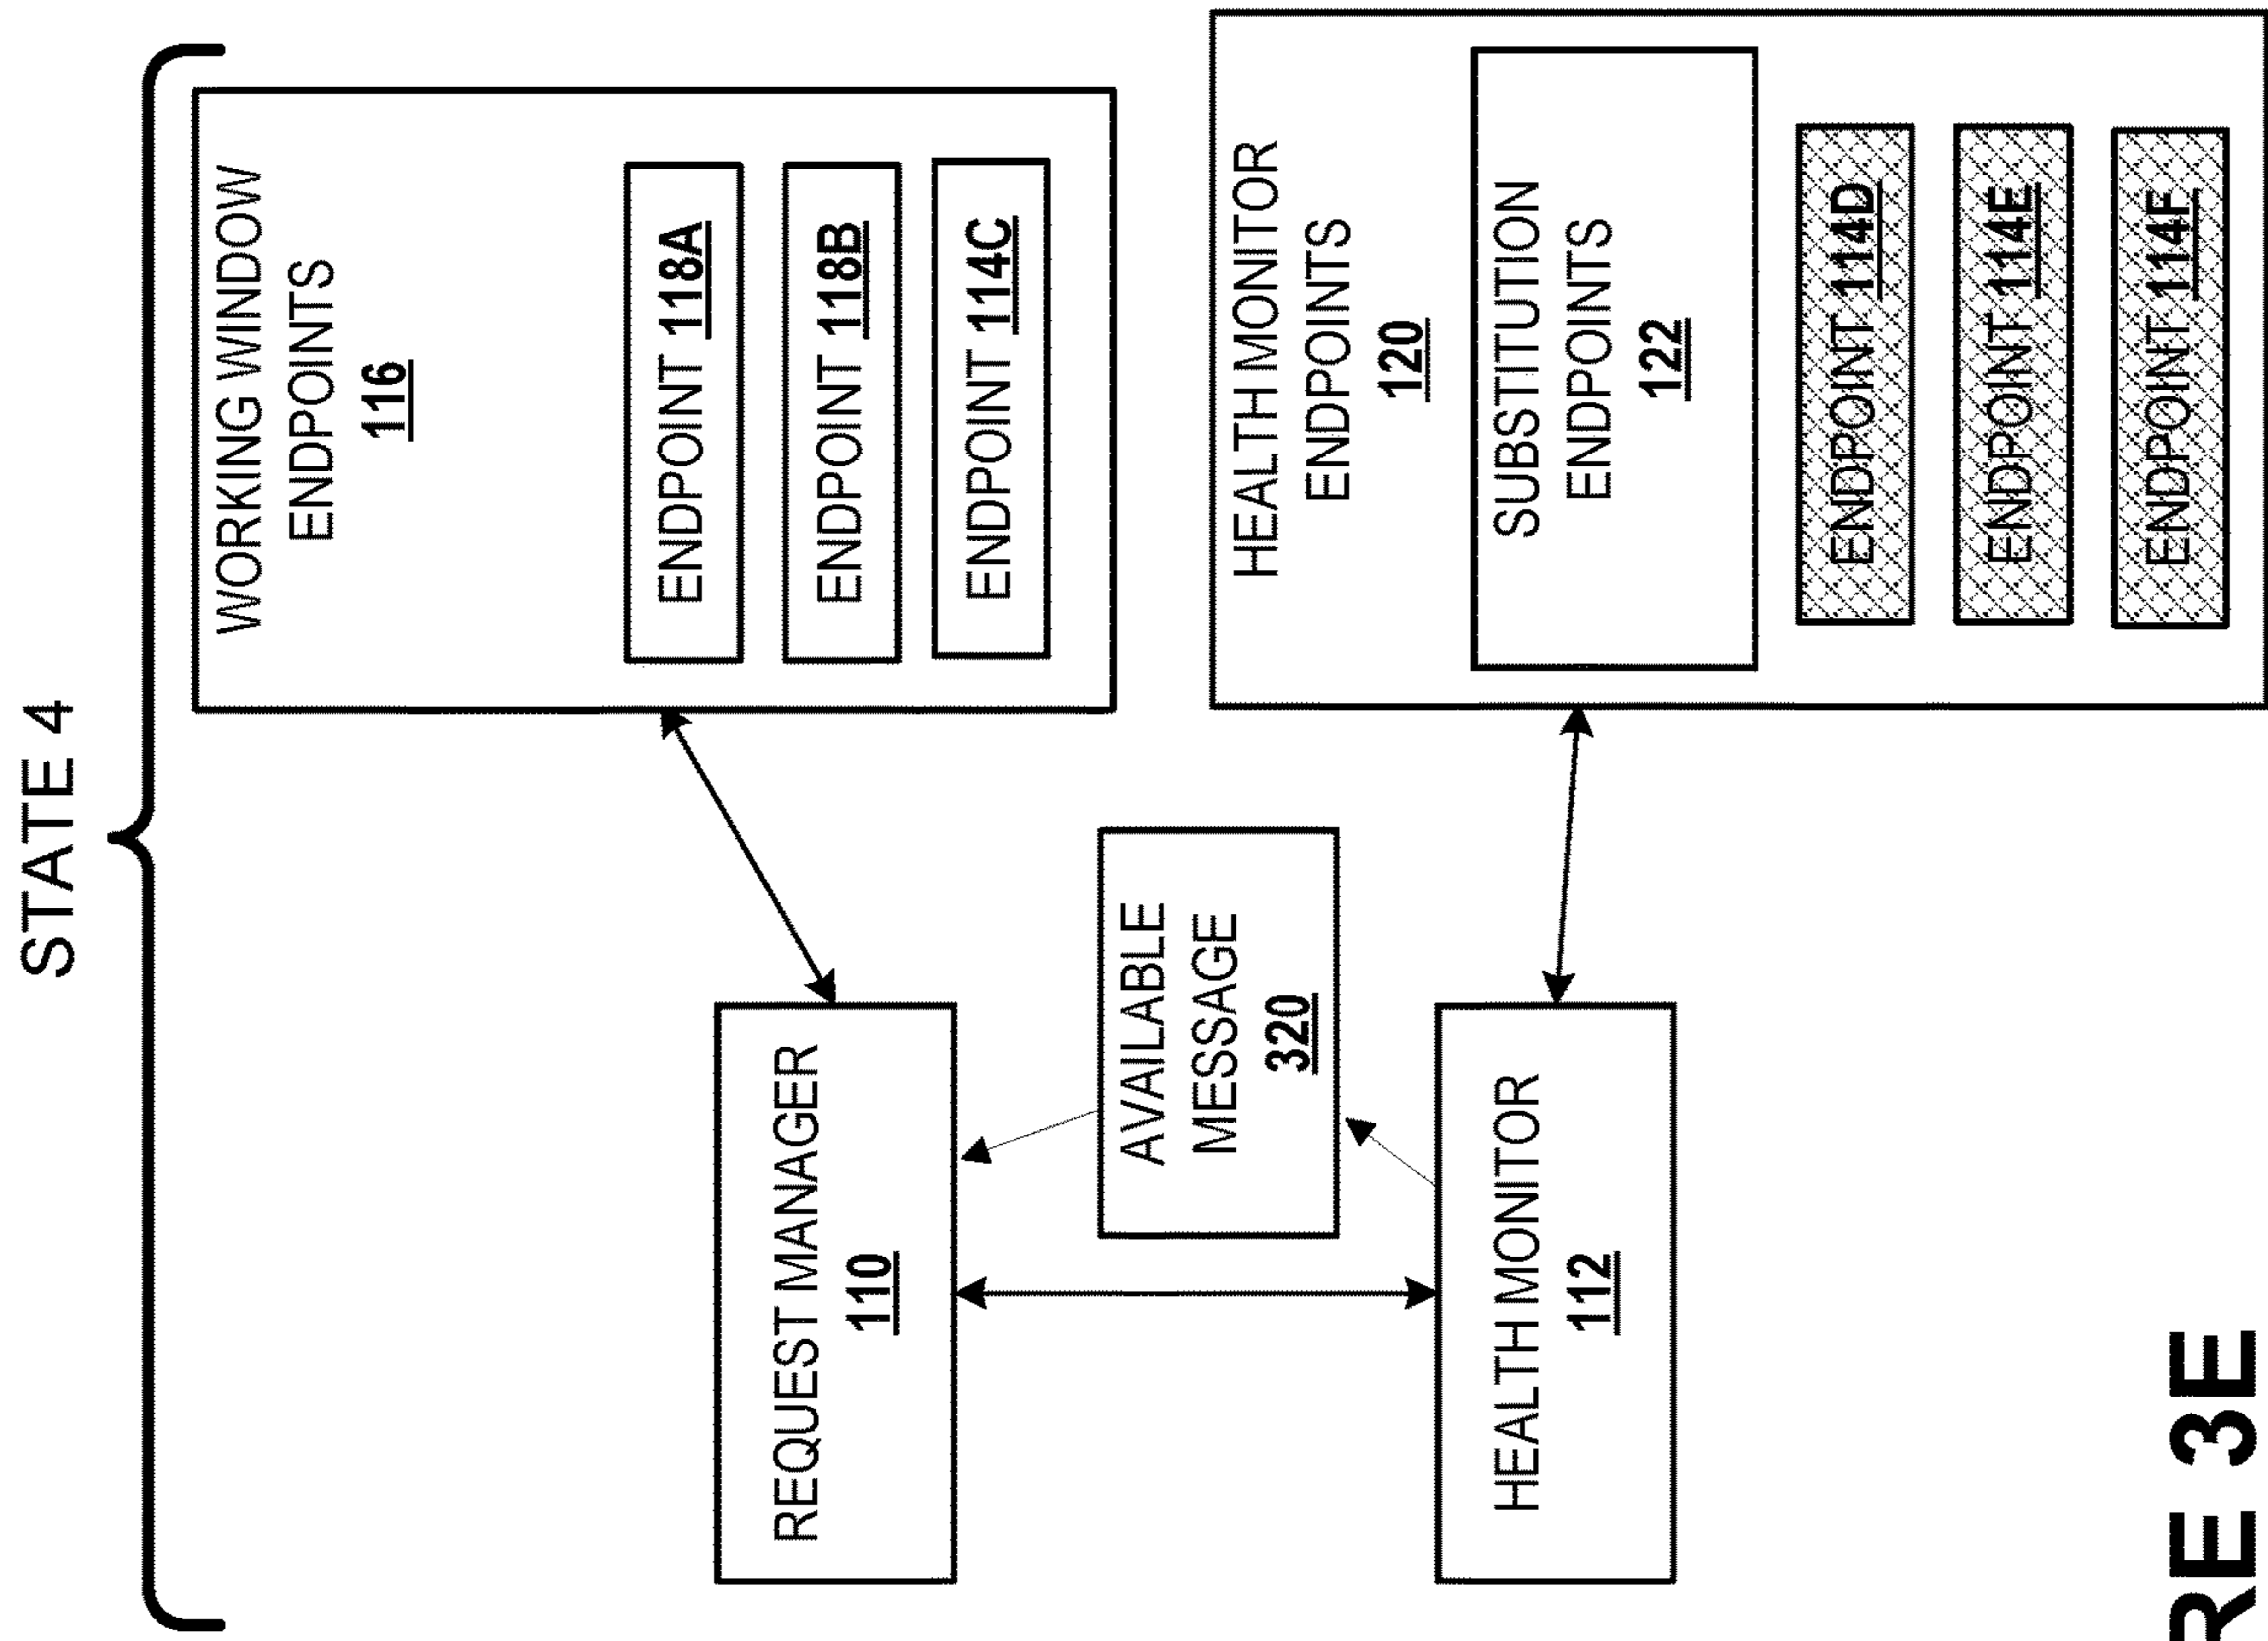 STATE 4
WORKING WINDOW
ENDPOINTS
116
ENDPOINT 118A
ENDPOINT 118B
ENDPOINT 114C
REQUEST MANAGER
110
AVAILABLE
MESSAGE
320
HEALTH MONITOR
112
HEALTH MONITOR
ENDPOINTS
120
SUBSTITUTION
ENDPOINTS
122
ENDPOINT 114D
ENDPOINT 114E
ENDPOINT 114F
RE 3E